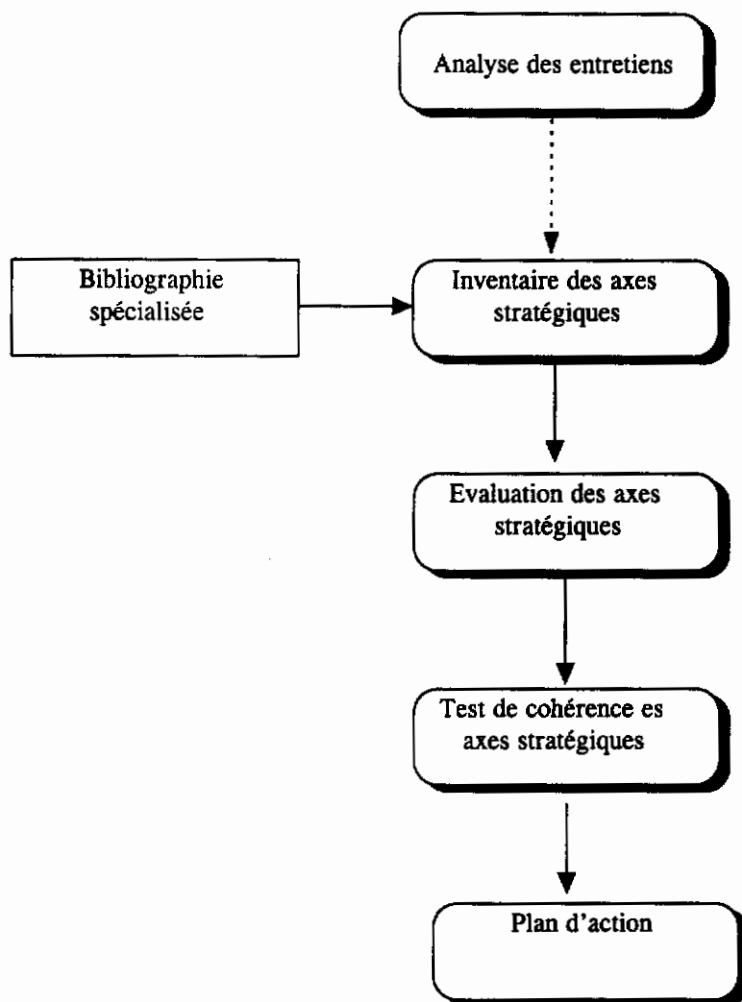 Analyse des entretiens
Bibliographie
spécialisée
Inventaire des axes
stratégiques
Evaluation des axes
stratégiques
Test de cohérence es
axes stratégiques
Plan d'action